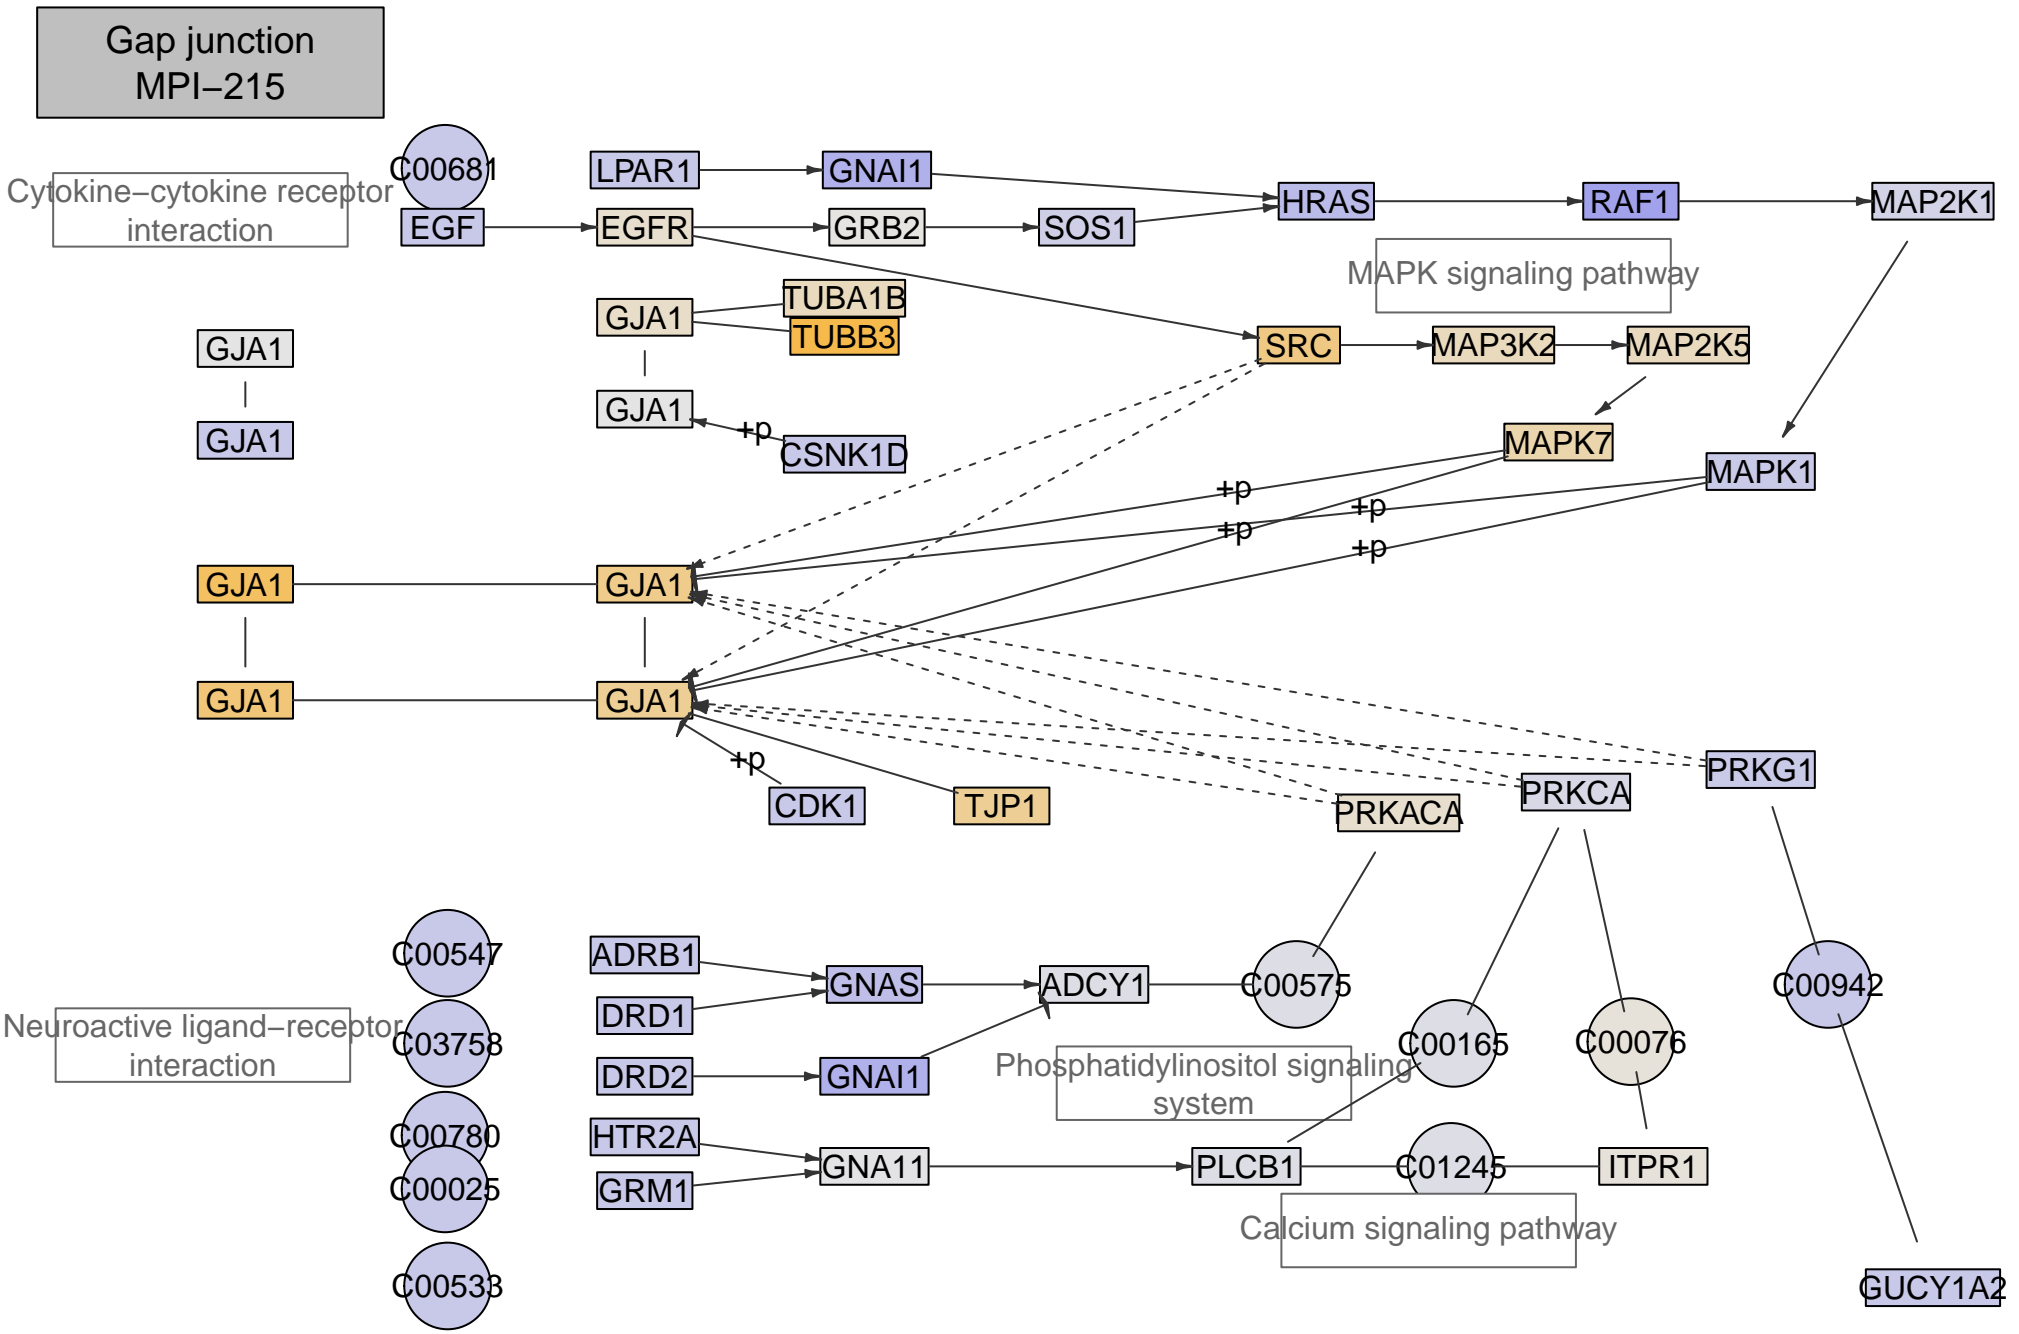 Gap junction
MPI−215
C00681
LPAR1
GNAI1
HRAS
RAF1
MAP2K1
Cytokine−cytokine receptor
interaction
EGF
EGFR
GRB2
SOS1
MAPK signaling pathway
GJA1
TUBA1B
TUBB3
GJA1
SRC
MAP3K2
MAP2K5
GJA1
+p
CSNK1D
GJA1
MAPK7
MAPK1
+p
+p
+p
+p
GJA1
GJA1
GJA1
GJA1
+p
CDK1
TJP1
PRKACA
PRKCA
PRKG1
C00547
ADRB1
GNAS
ADCY1
C00575
C00942
DRD1
Neuroactive ligand−receptor
interaction
C03758
C00165
C00076
DRD2
GNAI1
Phosphatidylinositol signaling
system
C00780
HTR2A
GNA11
PLCB1
C01245
ITPR1
C00025
GRM1
Calcium signaling pathway
C00533
GUCY1A2